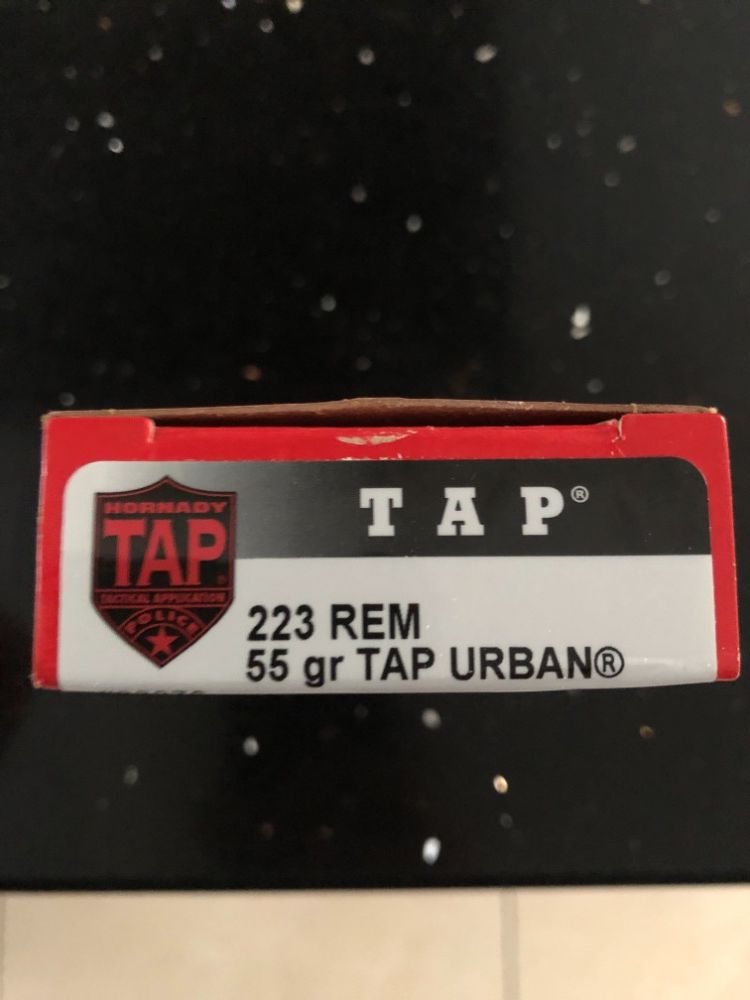 TAP®
HORNADY
TAP®
TACTICAL APPLICATION
POLICE
223 REM
55 gr TAP URBAN®